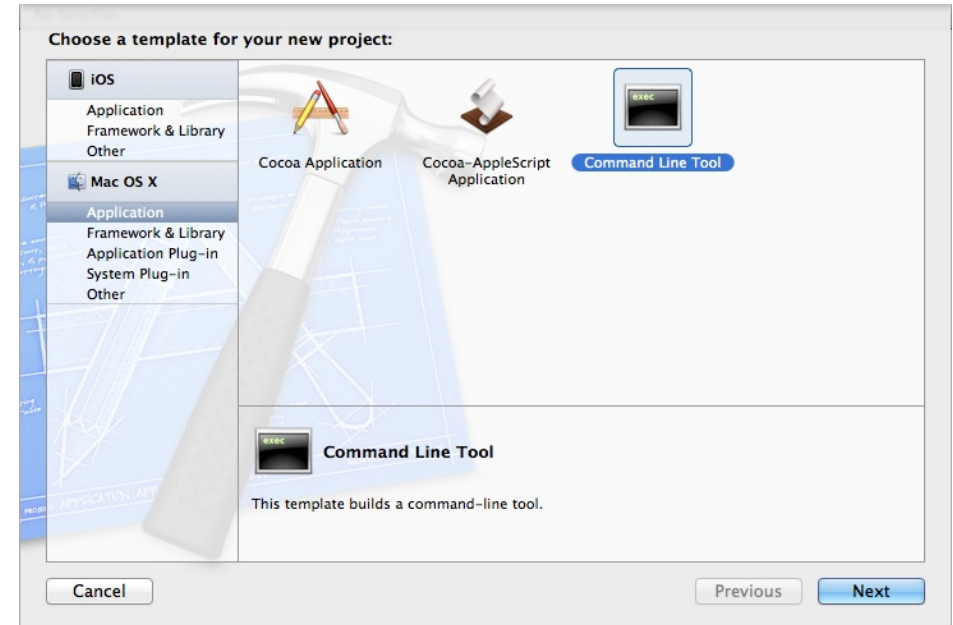 Choose a template for your new project:
iOS
Application
Framework & Library
Other
Mac OS X
Application
Framework & Library
Application Plug-in
System Plug-in
Other
exec
Cocoa Application
Cocoa-AppleScript
Application
Command Line Tool
exec
Command Line Tool
This template builds a command-line tool.
Cancel
Previous
Next